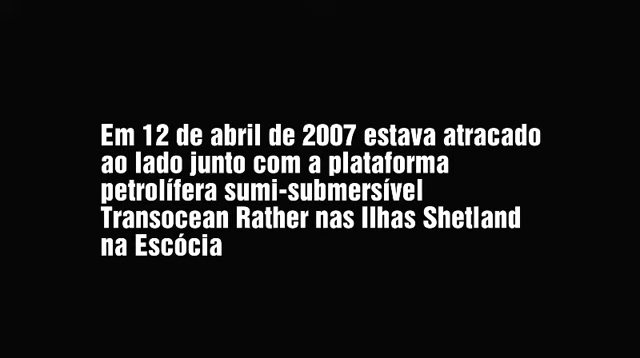 Em 12 de abril de 2007 estava atracado
ao lado junto com a plataforma
petrolífera sumi-submersível
Transocean Rather nas Ilhas Shetland
na Escócia